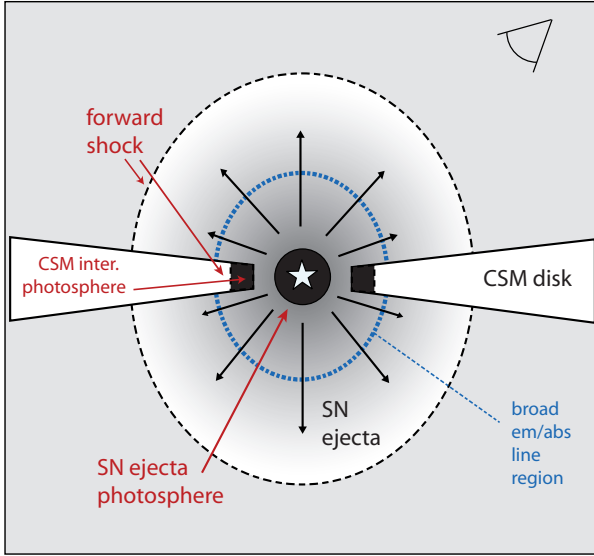 forward
shock
CSM inter.
photosphere
CSM disk
SN
ejecta
SN ejecta
photosphere
broad
em/abs
line
region